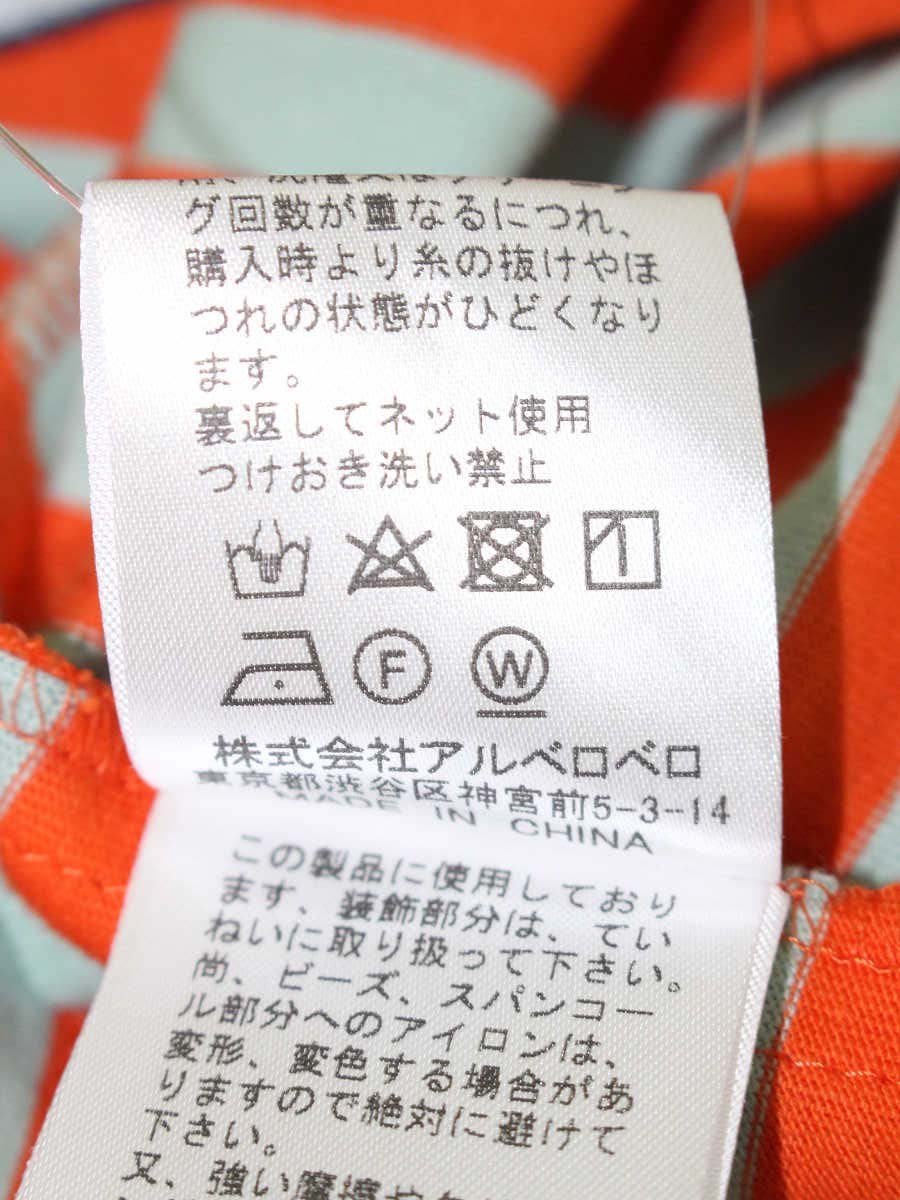 グ回数が重なるにつれ、
購入時より糸の抜けやほ
つれの状態がひどくなり
ます。
裏返してネット使用
つけおき洗い禁止
F W
株式会社アルベロベロ
東京都渋谷区神宮前5-3-14
MADE IN CHINA
この製品に使用しており
ます、装飾部分は、てい
ねいに取り扱って下さい。
尚、ビーズ、スパンコー
ル部分へのアイロンは、
変形、変色する場合があ
りますので絶対に避けて
下さい。
又、強い摩擦や